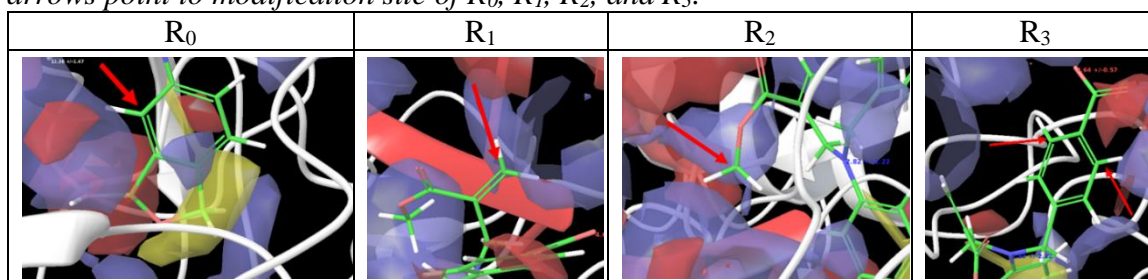 arrows point to modification site of R0, R1, R2, and R3.
R0
R1
R2
R3